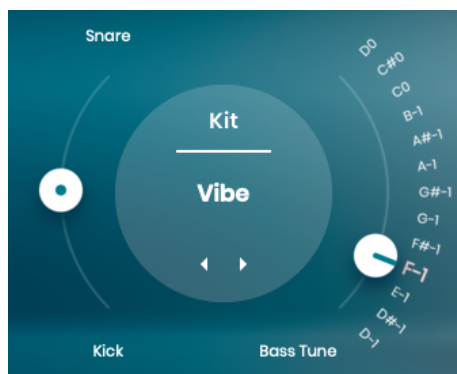 Snare
Kit
Vibe
D0
C#0
C0
B-1
A#-1
A-1
G#-1
G-1
F#-1
F-1
E-1
D#-1
D-1
Kick
Bass Tune